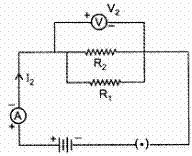 V₂
+ V −
I₂
R₂
R₁
−
A
+
+ −
(•)